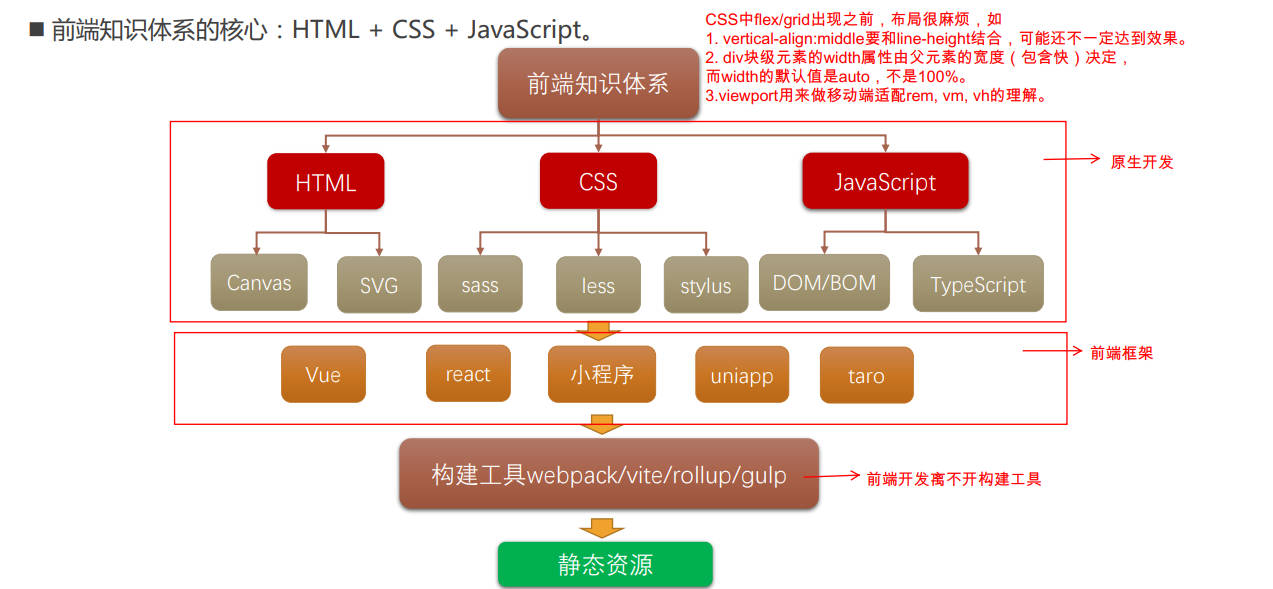 ■ 前端知识体系的核心：HTML + CSS + JavaScript。
CSS中flex/grid出现之前，布局很麻烦，如
1. vertical-align:middle要和line-height结合，可能还不一定达到效果。
2. div块级元素的width属性由父元素的宽度（包含快）决定，
而width的默认值是auto，不是100%。
3.viewport用来做移动端适配rem, vm, vh的理解。
前端知识体系
原生开发
HTML
CSS
JavaScript
Canvas
SVG
sass
less
stylus
DOM/BOM
TypeScript
前端框架
Vue
react
小程序
uniapp
taro
构建工具webpack/vite/rollup/gulp
前端开发离不开构建工具
静态资源